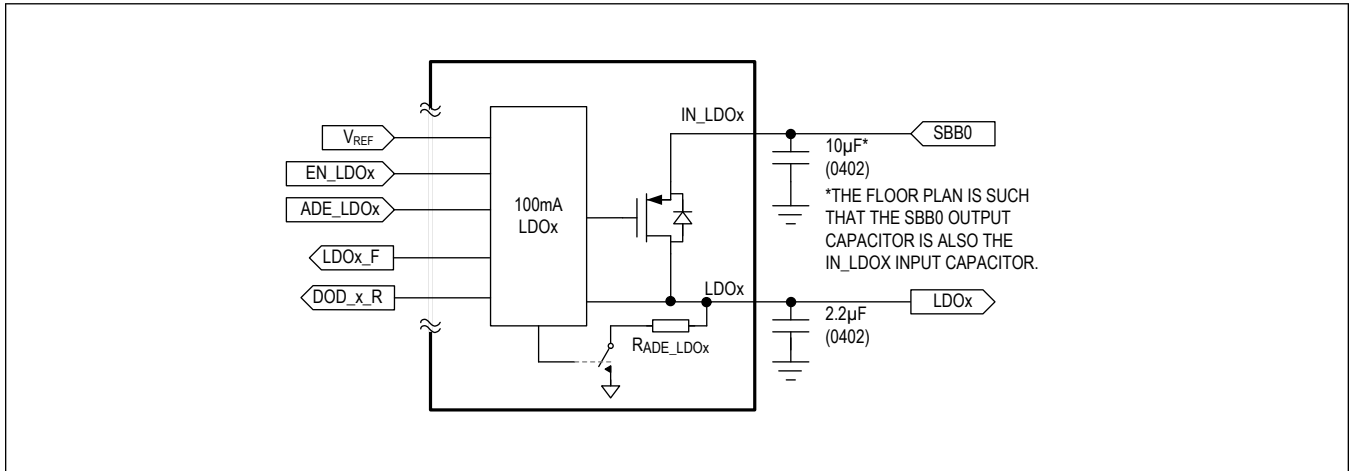 V_REF
EN_LDOx
ADE_LDOx
LDOx_F
DOD_x_R
100mA
LDOx
IN_LDOx
SBB0
10µF*
(0402)
*THE FLOOR PLAN IS SUCH
THAT THE SBB0 OUTPUT
CAPACITOR IS ALSO THE
IN_LDOX INPUT CAPACITOR.
LDOx
LDOx
2.2µF
(0402)
RADE_LDOx